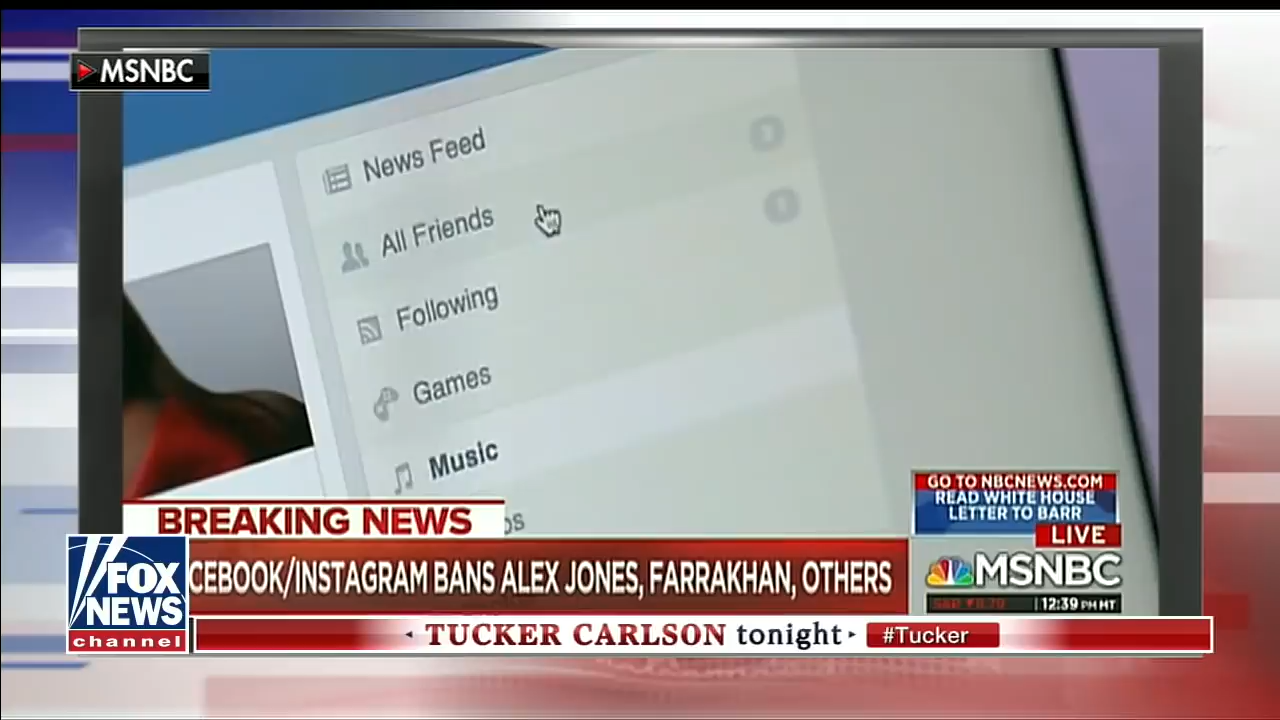 MSNBC
News Feed
All Friends
Following
Games
Music
os
GO TO NBCNEWS.COM
READ WHITE HOUSE
LETTER TO BARR
LIVE
BREAKING NEWS
CEBOOK/INSTAGRAM BANS ALEX JONES, FARRAKHAN, OTHERS
MSNBC
12:39 PM MT
FOX
NEWS
channel
TUCKER CARLSON tonight
#Tucker